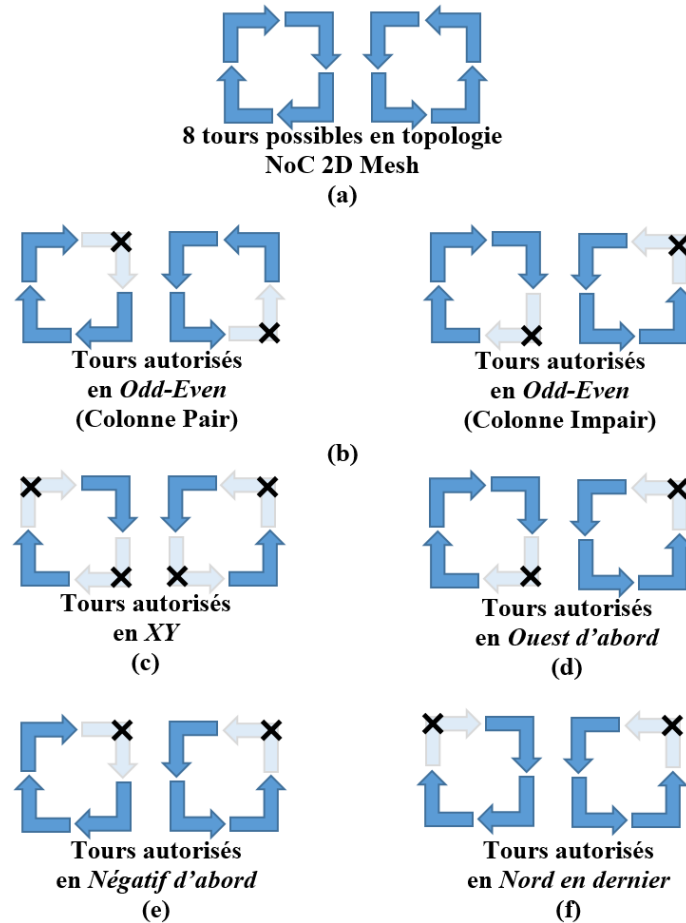 8 tours possibles en topologie
NoC 2D Mesh
(a)
Tours autorisés
en Odd-Even
(Colonne Pair)
Tours autorisés
en Odd-Even
(Colonne Impair)
(b)
Tours autorisés
en XY
(c)
Tours autorisés
en Ouest d'abord
(d)
Tours autorisés
en Négatif d'abord
(e)
Tours autorisés
en Nord en dernier
(f)